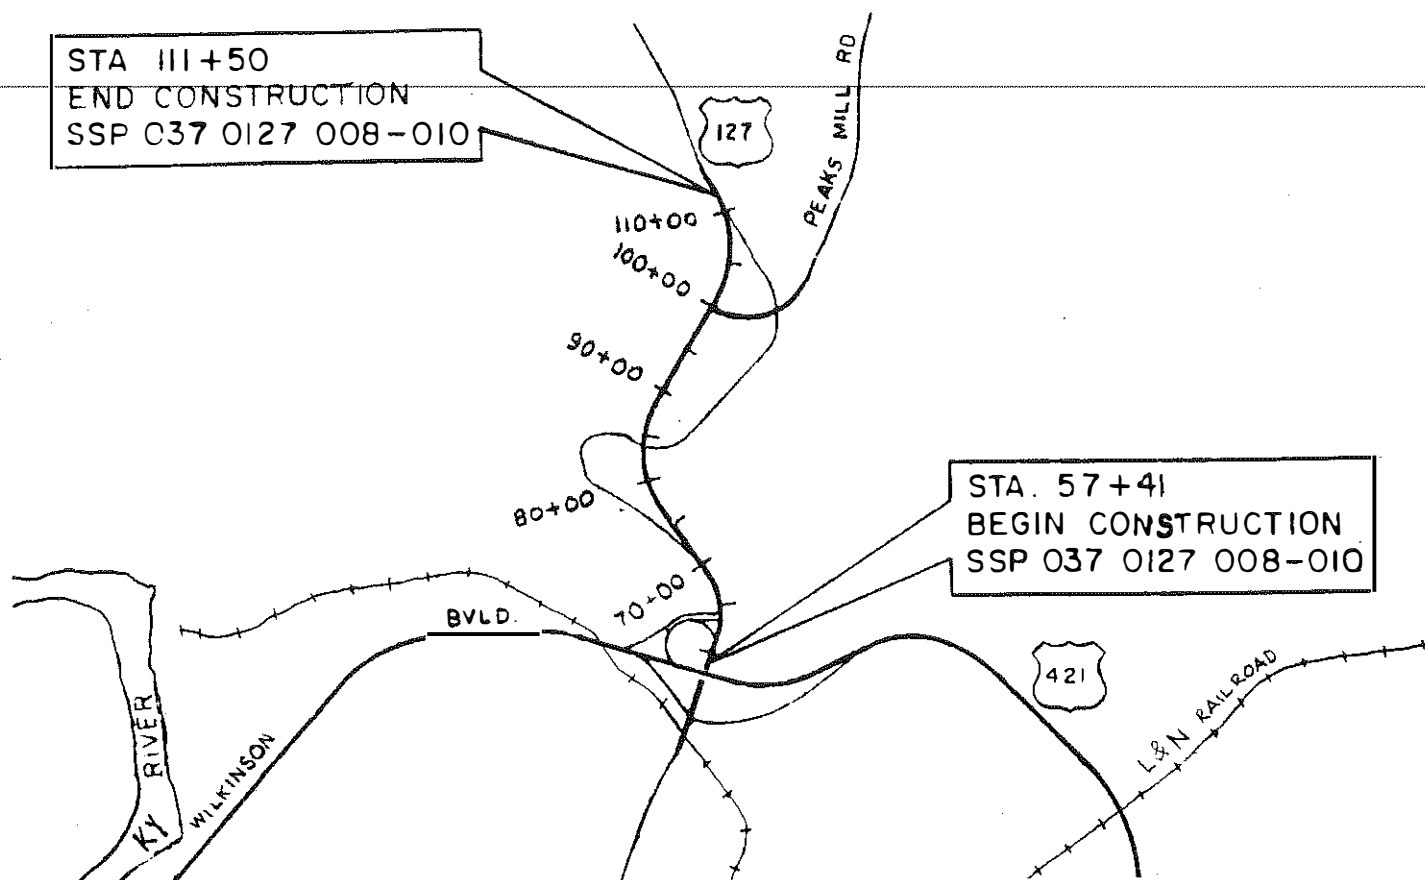 STA 111+50
END CONSTRUCTION
SSP 037 0127 008-010
127
PEAKS MILL RD
110+00
100+00
90+00
80+00
70+00
STA. 57+41
BEGIN CONSTRUCTION
SSP 037 0127 008-010
BVLD.
WILKINSON
421
L&N RAILROAD
KY RIVER